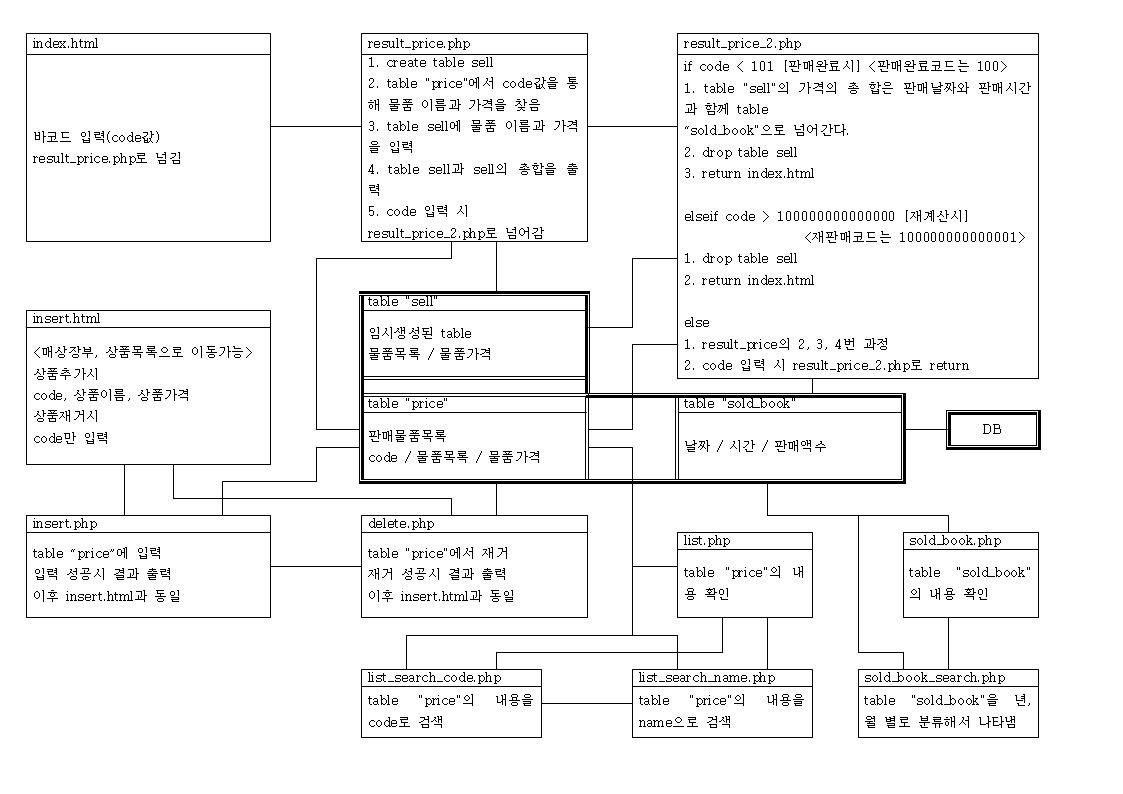 index.html
바코드 입력(code값)
result_price.php로 넘김
result_price.php
1. create table sell
2. table "price"에서 code값을 통
해 물품 이름과 가격을 찾음
3. table sell에 물품 이름과 가격
을 입력
4. table sell과 sell의 총합을 출
력
5. code 입력 시
result_price_2.php로 넘어감
result_price_2.php
if code < 101 [판매완료시] <판매완료코드는 100>
1. table "sell"의 가격의 총 합은 판매날짜와 판매시간
과 함께 table
"sold_book"으로 넘어간다.
2. drop table sell
3. return index.html
elseif code > 100000000000000 [재계산시]
<재판매코드는 100000000000001>
1. drop table sell
2. return index.html
else
1. result_price의 2, 3, 4번 과정
2. code 입력 시 result_price_2.php로 return
table "sell"
임시생성된 table
물품목록 / 물품가격
insert.html
<매상장부, 상품목록으로 이동가능>
상품추가시
code, 상품이름, 상품가격
상품재거시
code만 입력
table "price"
판매물품목록
code / 물품목록 / 물품가격
table "sold_book"
날짜 / 시간 / 판매액수
DB
insert.php
table "price"에 입력
입력 성공시 결과 출력
이후 insert.html과 동일
delete.php
table "price"에서 재거
재거 성공시 결과 출력
이후 insert.html과 동일
list.php
table "price"의 내
용 확인
sold_book.php
table "sold_book"
의 내용 확인
list_search_code.php
table "price"의 내용을
code로 검색
list_search_name.php
table "price"의 내용을
name으로 검색
sold_book_search.php
table "sold_book"을 년,
월 별로 분류해서 나타냄